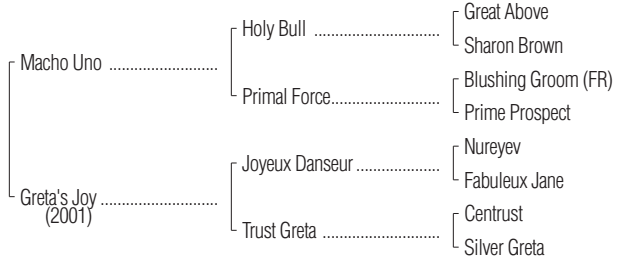 Great Above
Holy Bull ..............................
Sharon Brown
Macho Uno ..........................
Blushing Groom (FR)
Primal Force..........................
Prime Prospect
Nureyev
Joyeux Danseur ....................
Fabuleux Jane
Greta's Joy ............................
(2001)
Centrust
Trust Greta ............................
Silver Greta